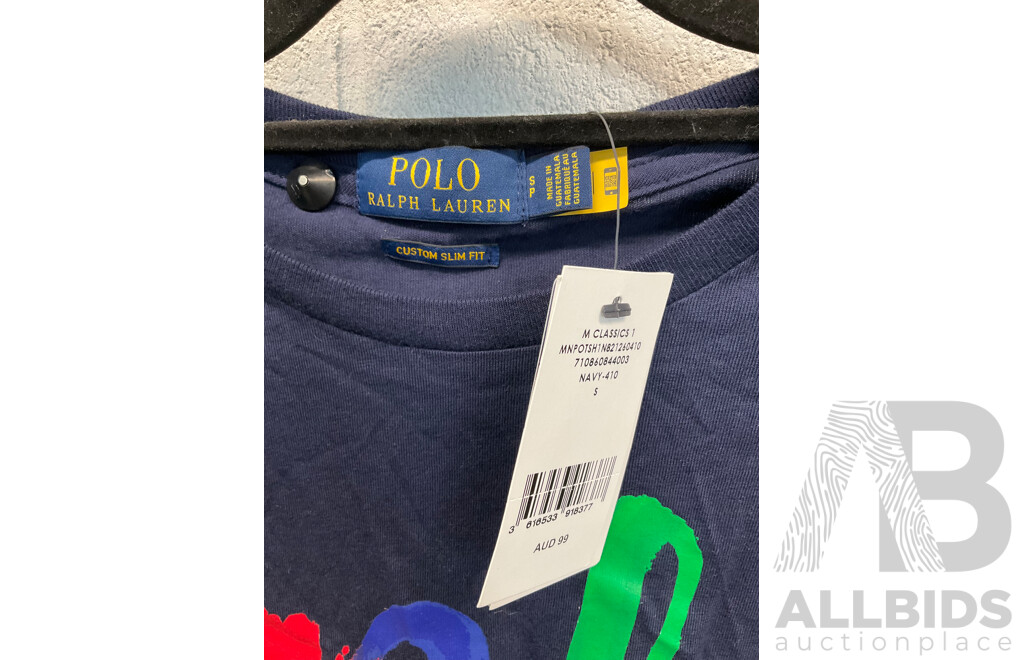 POLO
RALPH LAUREN
S
P
MADE IN
GUATEMALA
FABRIQUÉ AU
GUATEMALA
CUSTOM SLIM FIT
M CLASSICS 1
MNPOTSH1N821260410
710860844003
NAVY-410
S
3 616533 918377
AUD 99
AB
ALLBIDS
auctionplace